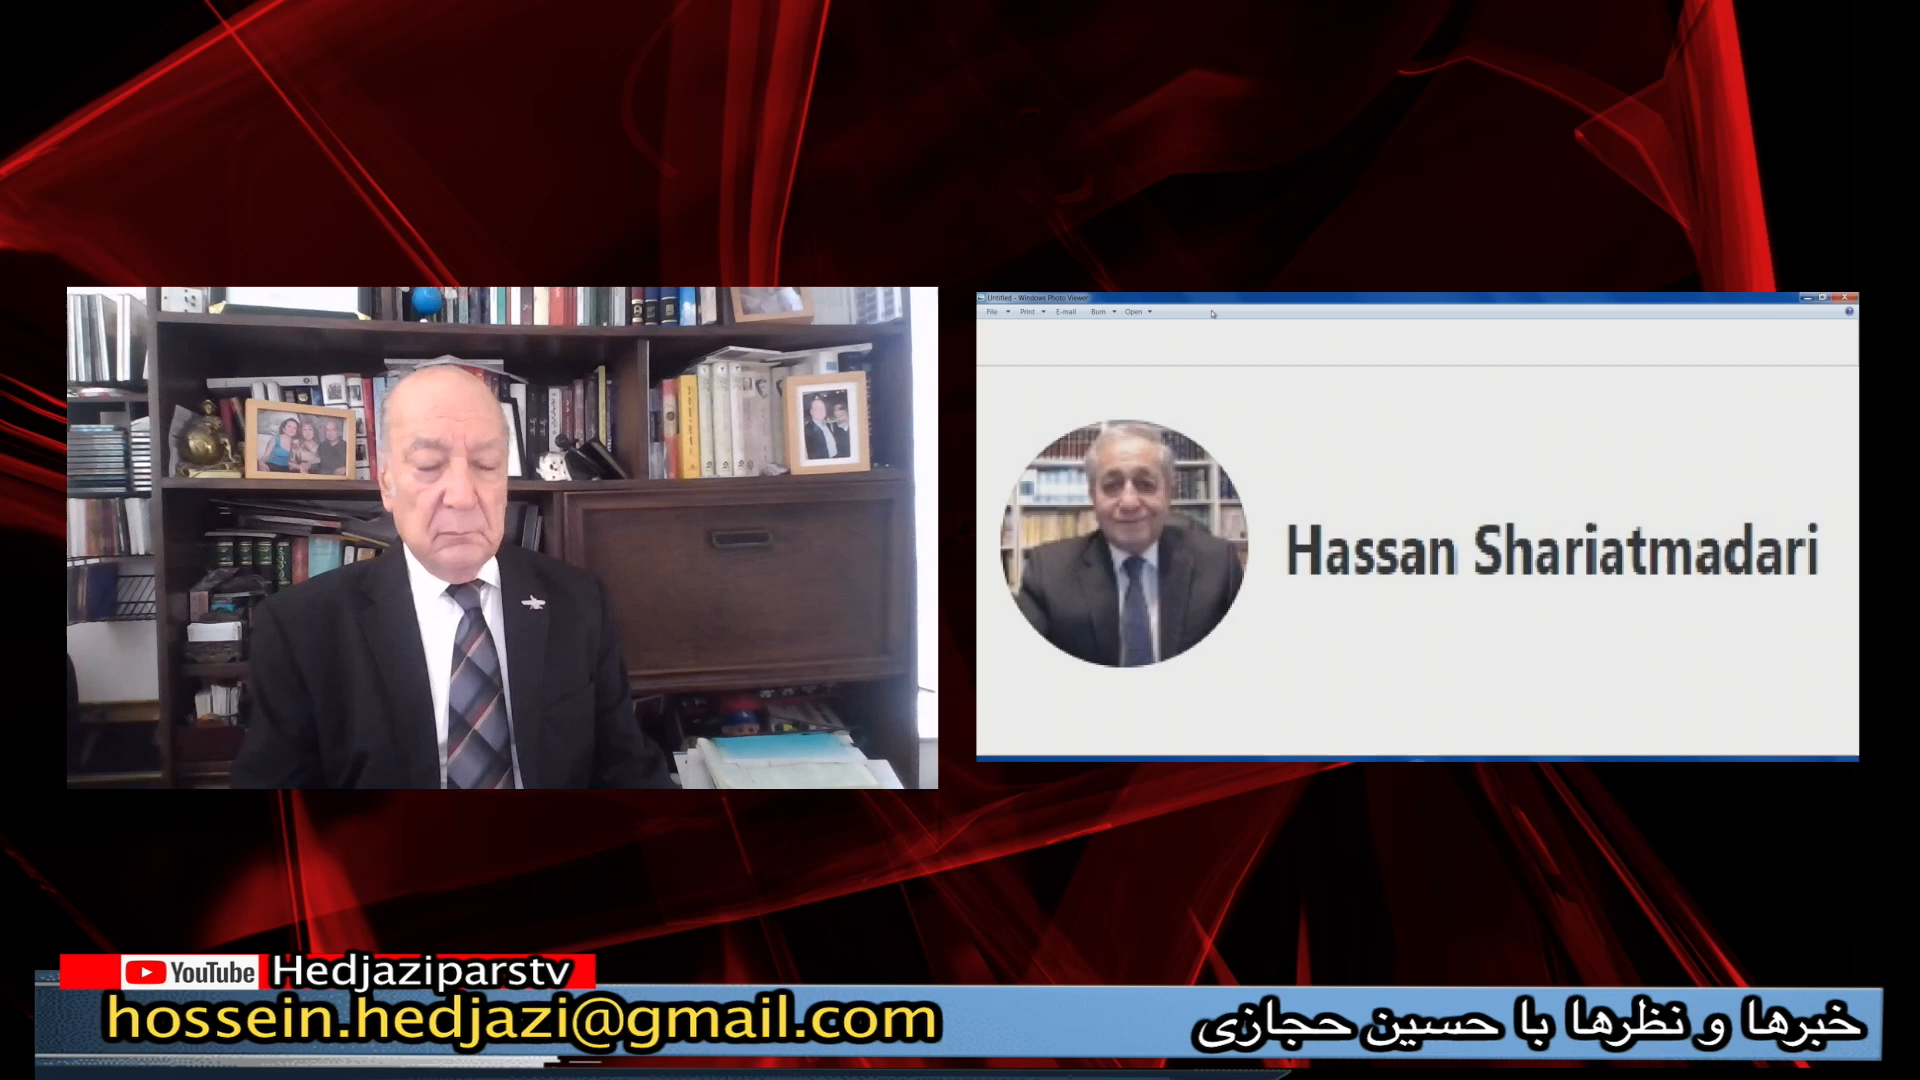 Untitled - Windows Photo Viewer
File Print E-mail Burn Open
Hassan Shariatmadari
YouTube Hedjaziparstv
hossein.hedjazi@gmail.com
خبرها و نظرها با حسین حجازی